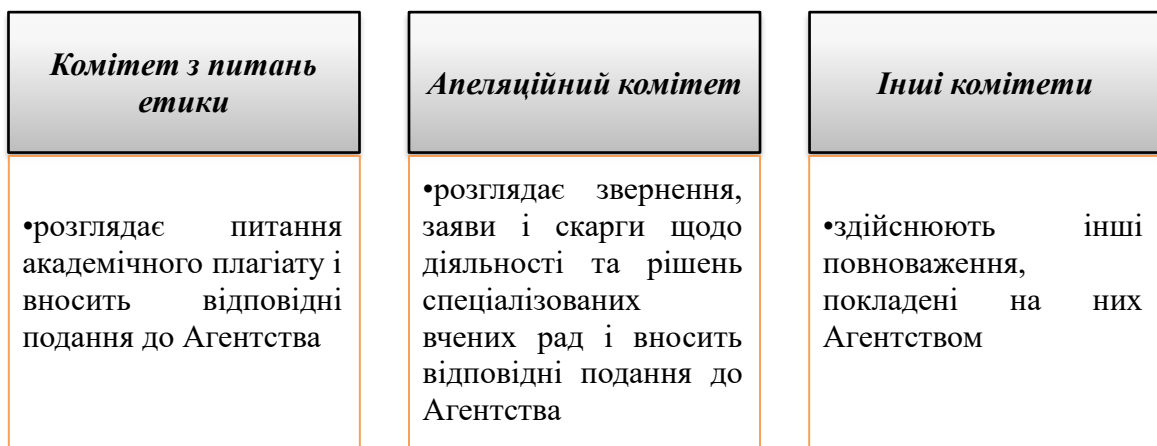 Комітет з питань
етики
•розглядає питання
академічного плагіату і
вносить відповідні
подання до Агентства
Апеляційний комітет
•розглядає звернення,
заяви і скарги щодо
діяльності та рішень
спеціалізованих
вчених рад і вносить
відповідні подання до
Агентства
Інші комітети
•здійснюють інші
повноваження,
покладені на них
Агентством